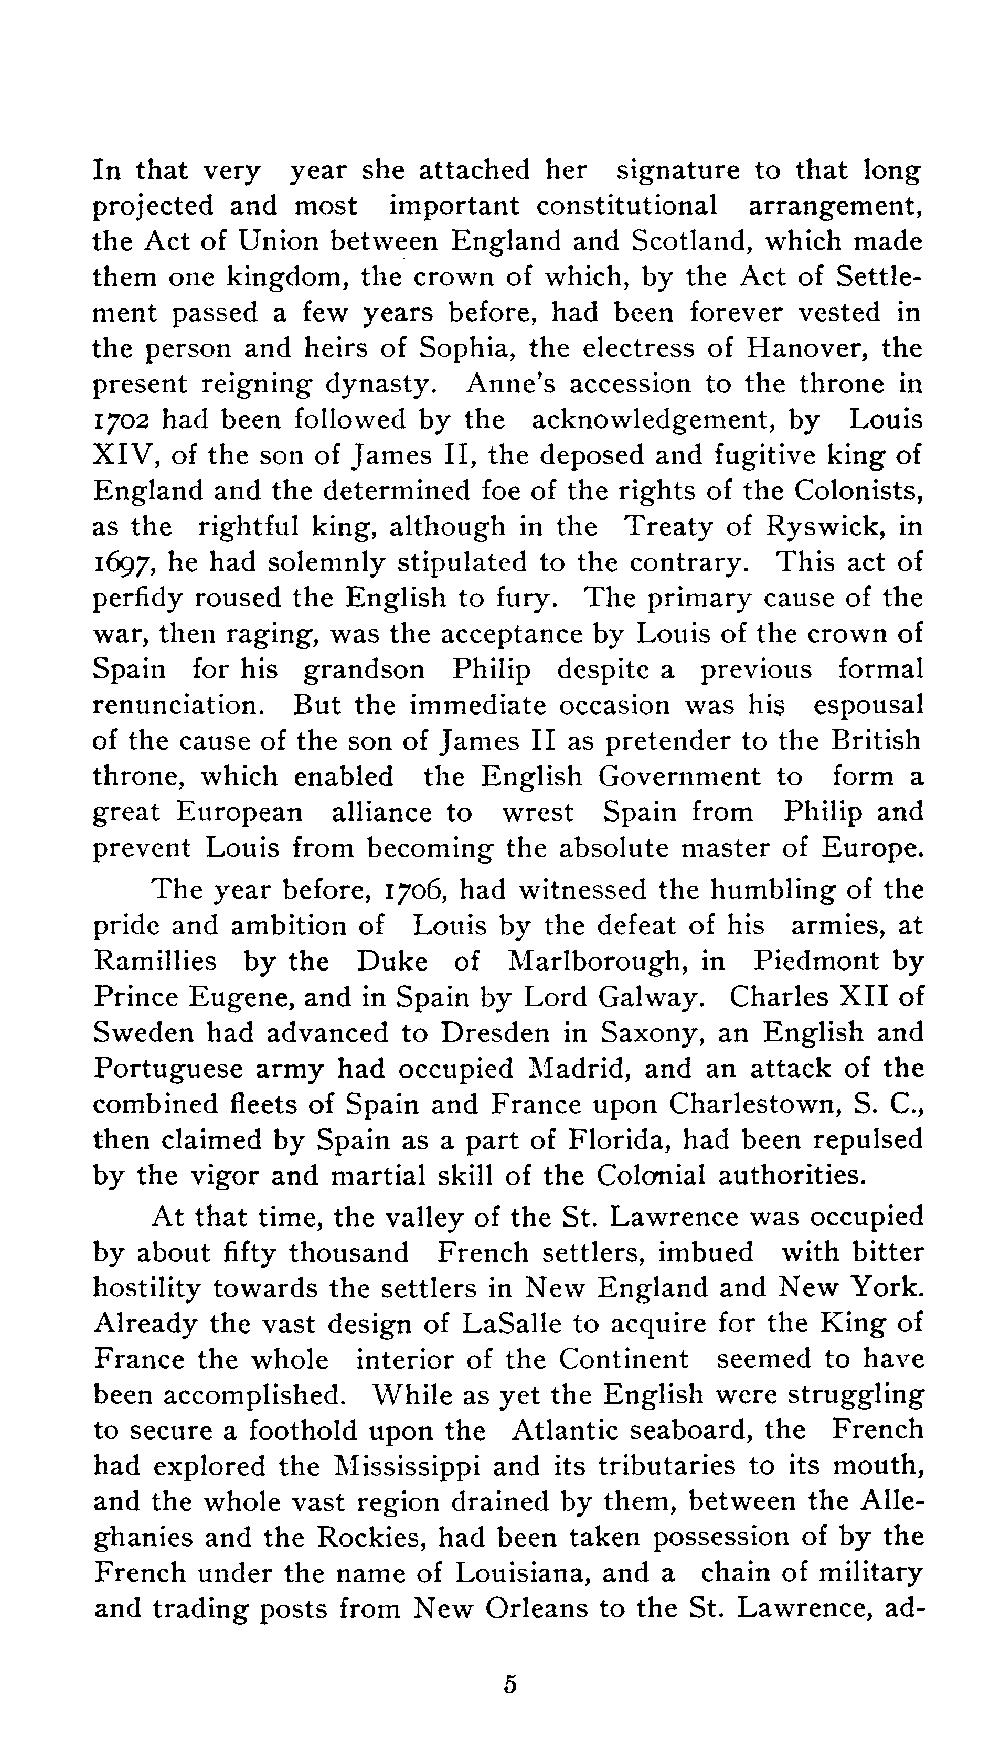 In that very year she attached her signature to that long
projected and most important constitutional arrangement,
the Act of Union between England and Scotland, which made
them one kingdom, the crown of which, by the Act of Settle-
ment passed a few years before, had been forever vested in
the person and heirs of Sophia, the electress of Hanover, the
present reigning dynasty. Anne's accession to the throne in
1702 had been followed by the acknowledgement, by Louis
XIV, of the son of James II, the deposed and fugitive king of
England and the determined foe of the rights of the Colonists,
as the rightful king, although in the Treaty of Ryswick, in
1697, he had solemnly stipulated to the contrary. This act of
perfidy roused the English to fury. The primary cause of the
war, then raging, was the acceptance by Louis of the crown of
Spain for his grandson Philip despite a previous formal
renunciation. But the immediate occasion was his espousal
of the cause of the son of James II as pretender to the British
throne, which enabled the English Government to form a
great European alliance to wrest Spain from Philip and
prevent Louis from becoming the absolute master of Europe.
The year before, 1706, had witnessed the humbling of the
pride and ambition of Louis by the defeat of his armies, at
Ramillies by the Duke of Marlborough, in Piedmont by
Prince Eugene, and in Spain by Lord Galway. Charles XII of
Sweden had advanced to Dresden in Saxony, an English and
Portuguese army had occupied Madrid, and an attack of the
combined fleets of Spain and France upon Charlestown, S. C.,
then claimed by Spain as a part of Florida, had been repulsed
by the vigor and martial skill of the Colonial authorities.
At that time, the valley of the St. Lawrence was occupied
by about fifty thousand French settlers, imbued with bitter
hostility towards the settlers in New England and New York.
Already the vast design of LaSalle to acquire for the King of
France the whole interior of the Continent seemed to have
been accomplished. While as yet the English were struggling
to secure a foothold upon the Atlantic seaboard, the French
had explored the Mississippi and its tributaries to its mouth,
and the whole vast region drained by them, between the Alle-
ghanies and the Rockies, had been taken possession of by the
French under the name of Louisiana, and a chain of military
and trading posts from New Orleans to the St. Lawrence, ad-
5